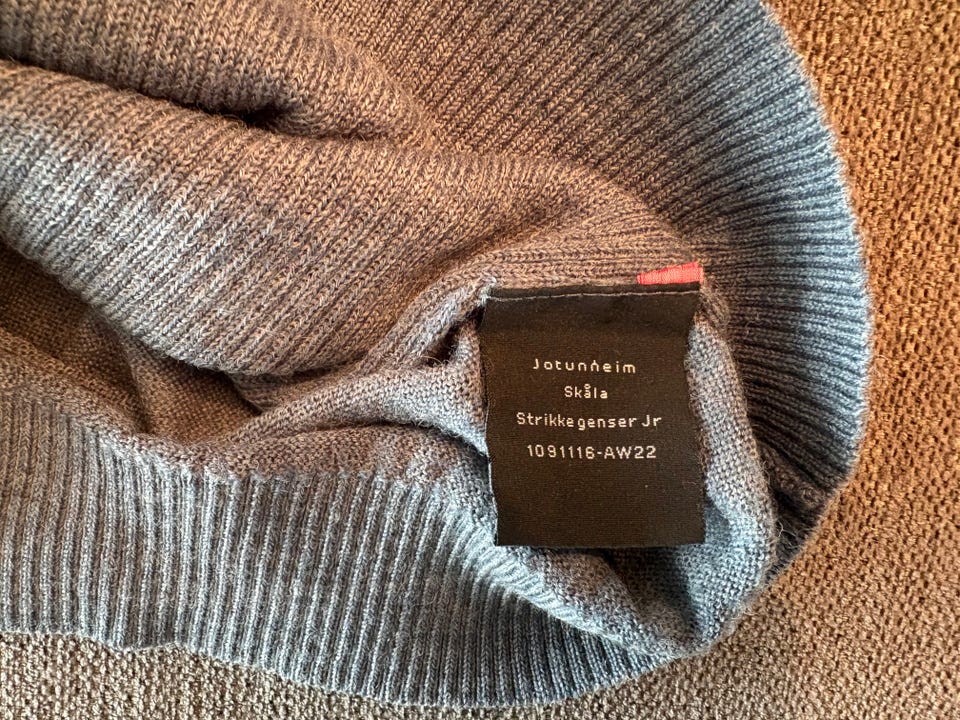 Jotunheim
Skåla
Strikkegenser Jr
1091116-AW22